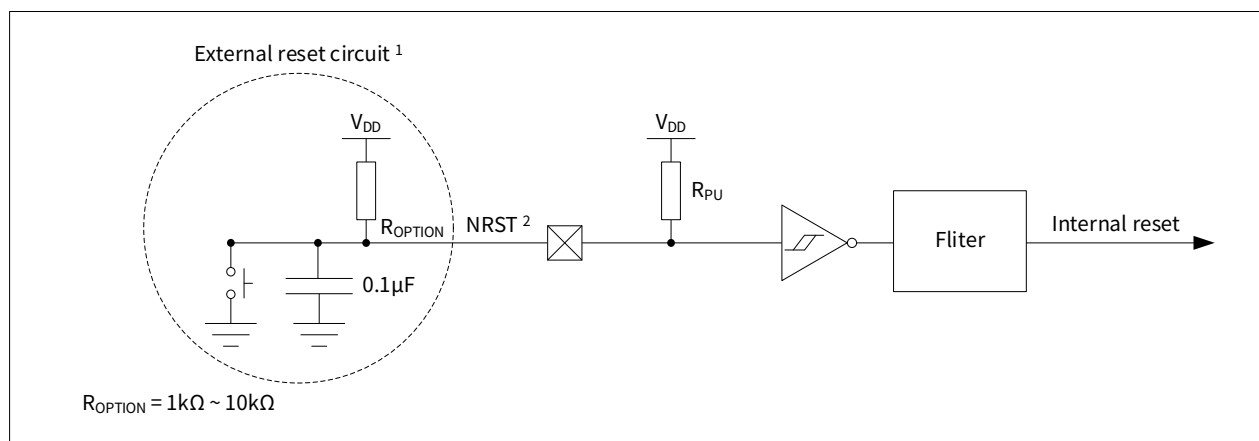 External reset circuit 1
VDD
VDD
ROPTION
NRST 2
RPU
Fliter
Internal reset
0.1μF
ROPTION = 1kΩ ~ 10kΩ